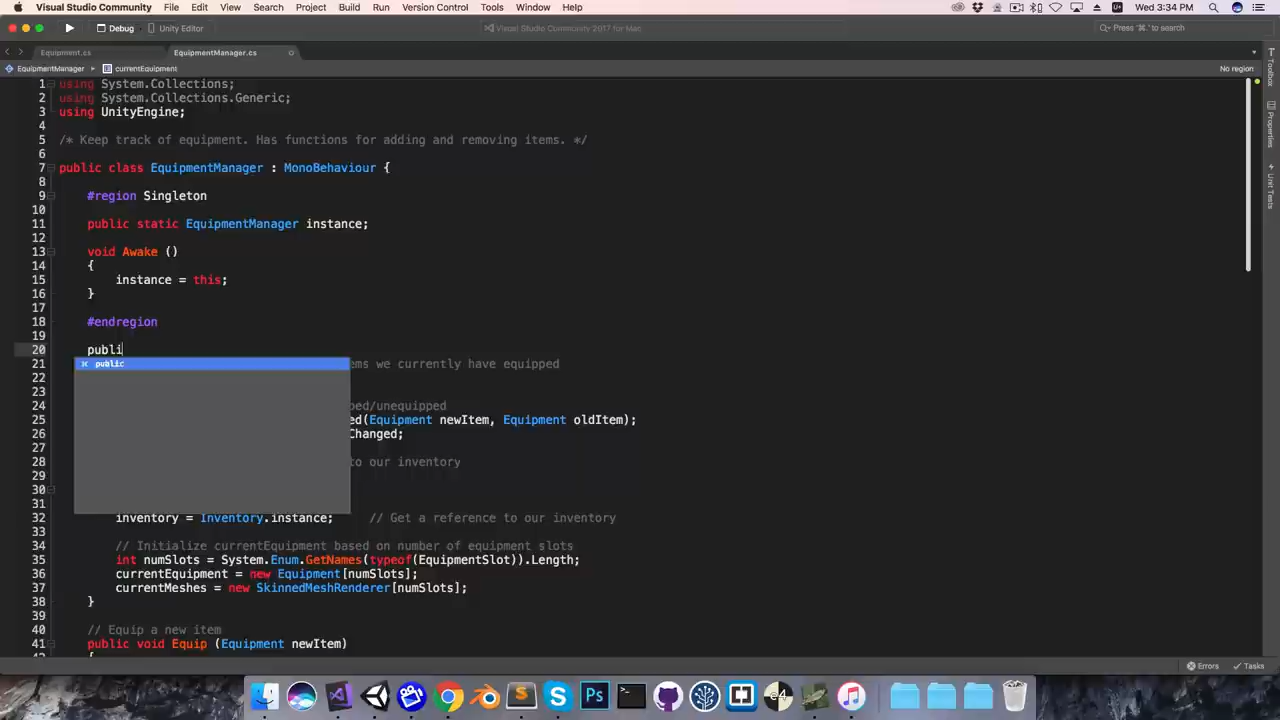 Visual Studio Community File Edit View Search Project Build Run Version Control Tools Window Help Wed 3:34 PM
Debug Unity Editor Visual Studio Community 2017 for Mac Press '⌘.' to search
Equipment.cs EquipmentManager.cs
EquipmentManager currentEquipment No region
Toolbox
Properties
Unit Tests
1 using System.Collections;
2 using System.Collections.Generic;
3 using UnityEngine;
4
5 /* Keep track of equipment. Has functions for adding and removing items. */
6
7 public class EquipmentManager : MonoBehaviour {
8
9 #region Singleton
10
11 public static EquipmentManager instance;
12
13 void Awake ()
14 {
15 instance = this;
16 }
17
18 #endregion
19
20 publi
public
21 ems we currently have equipped
22
23
24 ped/unequipped
25 ed(Equipment newItem, Equipment oldItem);
26 Changed;
27
28 to our inventory
29
30
31
32 inventory = Inventory.instance; // Get a reference to our inventory
33
34 // Initialize currentEquipment based on number of equipment slots
35 int numSlots = System.Enum.GetNames(typeof(EquipmentSlot)).Length;
36 currentEquipment = new Equipment[numSlots];
37 currentMeshes = new SkinnedMeshRenderer[numSlots];
38 }
39
40 // Equip a new item
41 public void Equip (Equipment newItem)
42 {
Errors Tasks